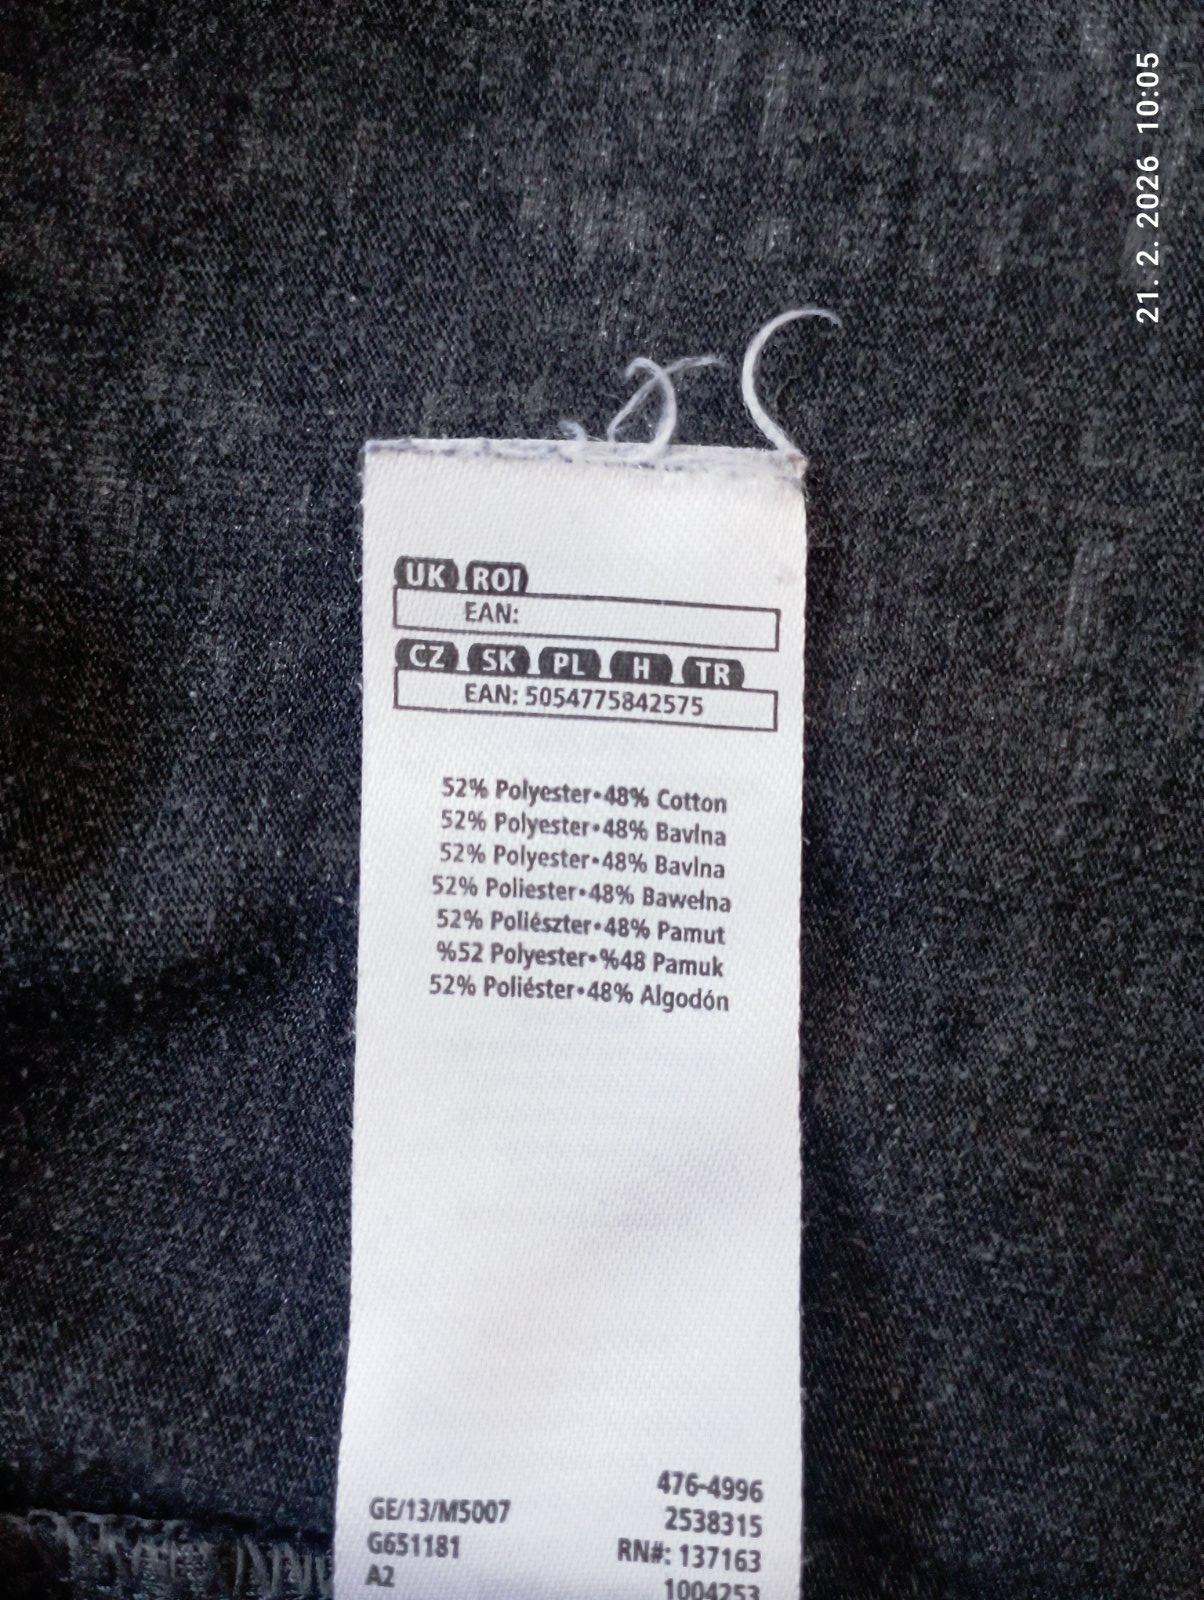 21. 2. 2026 10:05
UK ROI
EAN:
CZ SK PL H TR
EAN: 5054775842575
52% Polyester•48% Cotton
52% Polyester•48% Bavlna
52% Polyester•48% Bavlna
52% Poliester•48% Bawełna
52% Poliészter•48% Pamut
%52 Polyester•%48 Pamuk
52% Poliéster•48% Algodón
476-4996
GE/13/M5007 2538315
G651181 RN#: 137163
A2 1004253